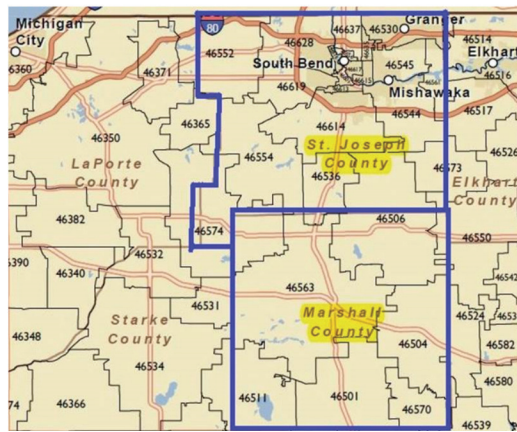 Michigan
City
80
46637
46530
Granger
46514
46552
46628
46360
46371
South Bend
46545
Elkhart
46516
46619
Mishawaka
46544
46517
46365
46614
46350
St. Joseph
County
46554
46526
LaPorte
County
46536
46573
Elkhart
County
46382
46574
46506
46532
46550
46390
46340
46542
46563
46531
Marshall
County
46524
Starke
County
46348
46504
46582
46534
46580
46511
46501
46366
46570
46539